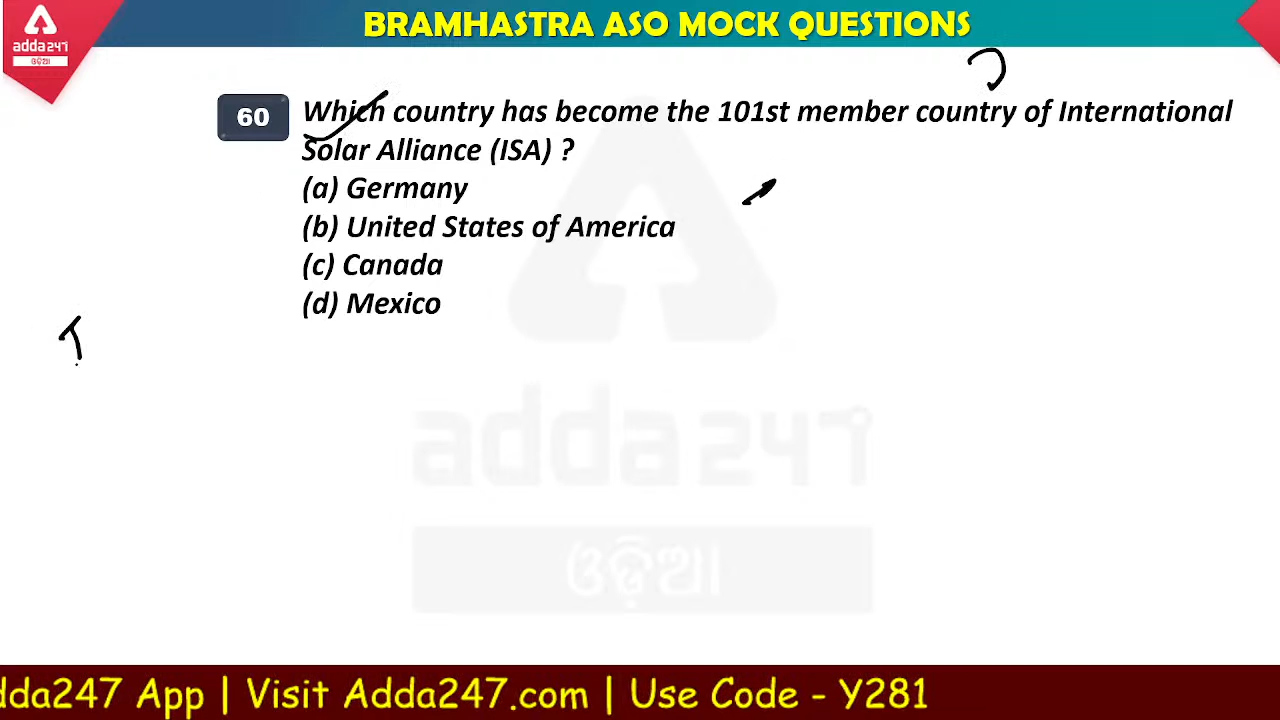 BRAMHASTRA ASO MOCK QUESTIONS
adda247
ଓଡ଼ିଆ
60 Which country has become the 101st member country of International
Solar Alliance (ISA) ?
(a) Germany
(b) United States of America
(c) Canada
(d) Mexico
adda247
ଓଡ଼ିଆ
dda247 App | Visit Adda247.com | Use Code - Y281